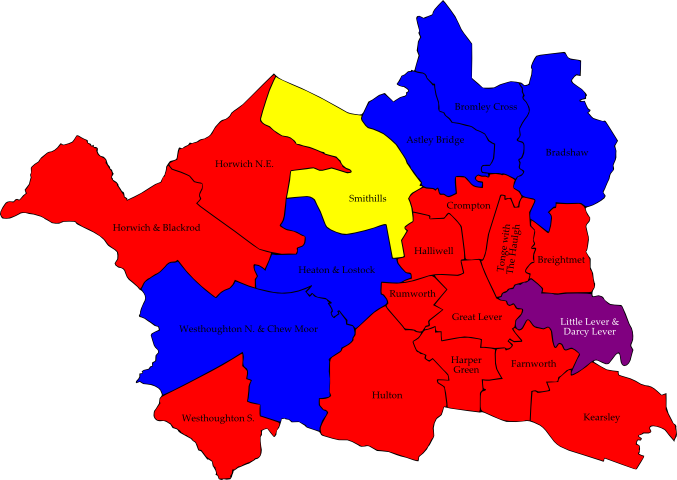 Bromley Cross
Astley Bridge
Bradshaw
Horwich N.E.
Smithills
Crompton
Horwich & Blackrod
Tonge with
The Haulgh
Halliwell
Breightmet
Heaton & Lostock
Rumworth
Great Lever
Little Lever &
Darcy Lever
Westhoughton N. & Chew Moor
Harper
Green
Farnworth
Hulton
Westhoughton S.
Kearsley